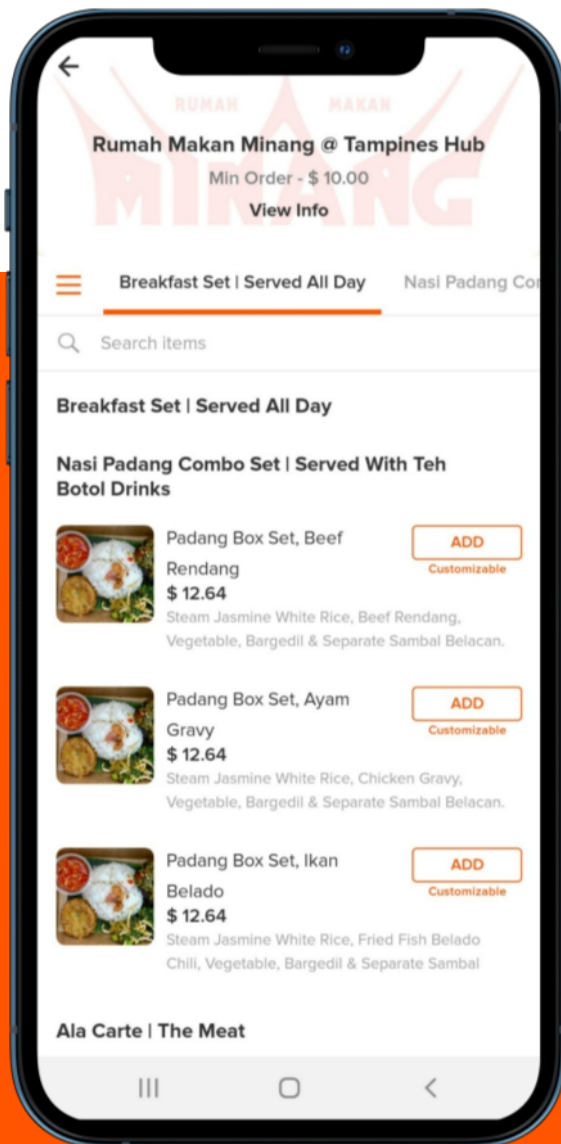 RUMAH MAKAN
MINANG
Rumah Makan Minang @ Tampines Hub
Min Order - $ 10.00
View Info
Breakfast Set | Served All Day
Nasi Padang Cor
Search items
Breakfast Set | Served All Day
Nasi Padang Combo Set | Served With Teh
Botol Drinks
Padang Box Set, Beef
Rendang
$ 12.64
Steam Jasmine White Rice, Beef Rendang,
Vegetable, Bargedil & Separate Sambal Belacan.
ADD
Customizable
Padang Box Set, Ayam
Gravy
$ 12.64
Steam Jasmine White Rice, Chicken Gravy,
Vegetable, Bargedil & Separate Sambal Belacan.
ADD
Customizable
Padang Box Set, Ikan
Belado
$ 12.64
Steam Jasmine White Rice, Fried Fish Belado
Chili, Vegetable, Bargedil & Separate Sambal
ADD
Customizable
Ala Carte | The Meat